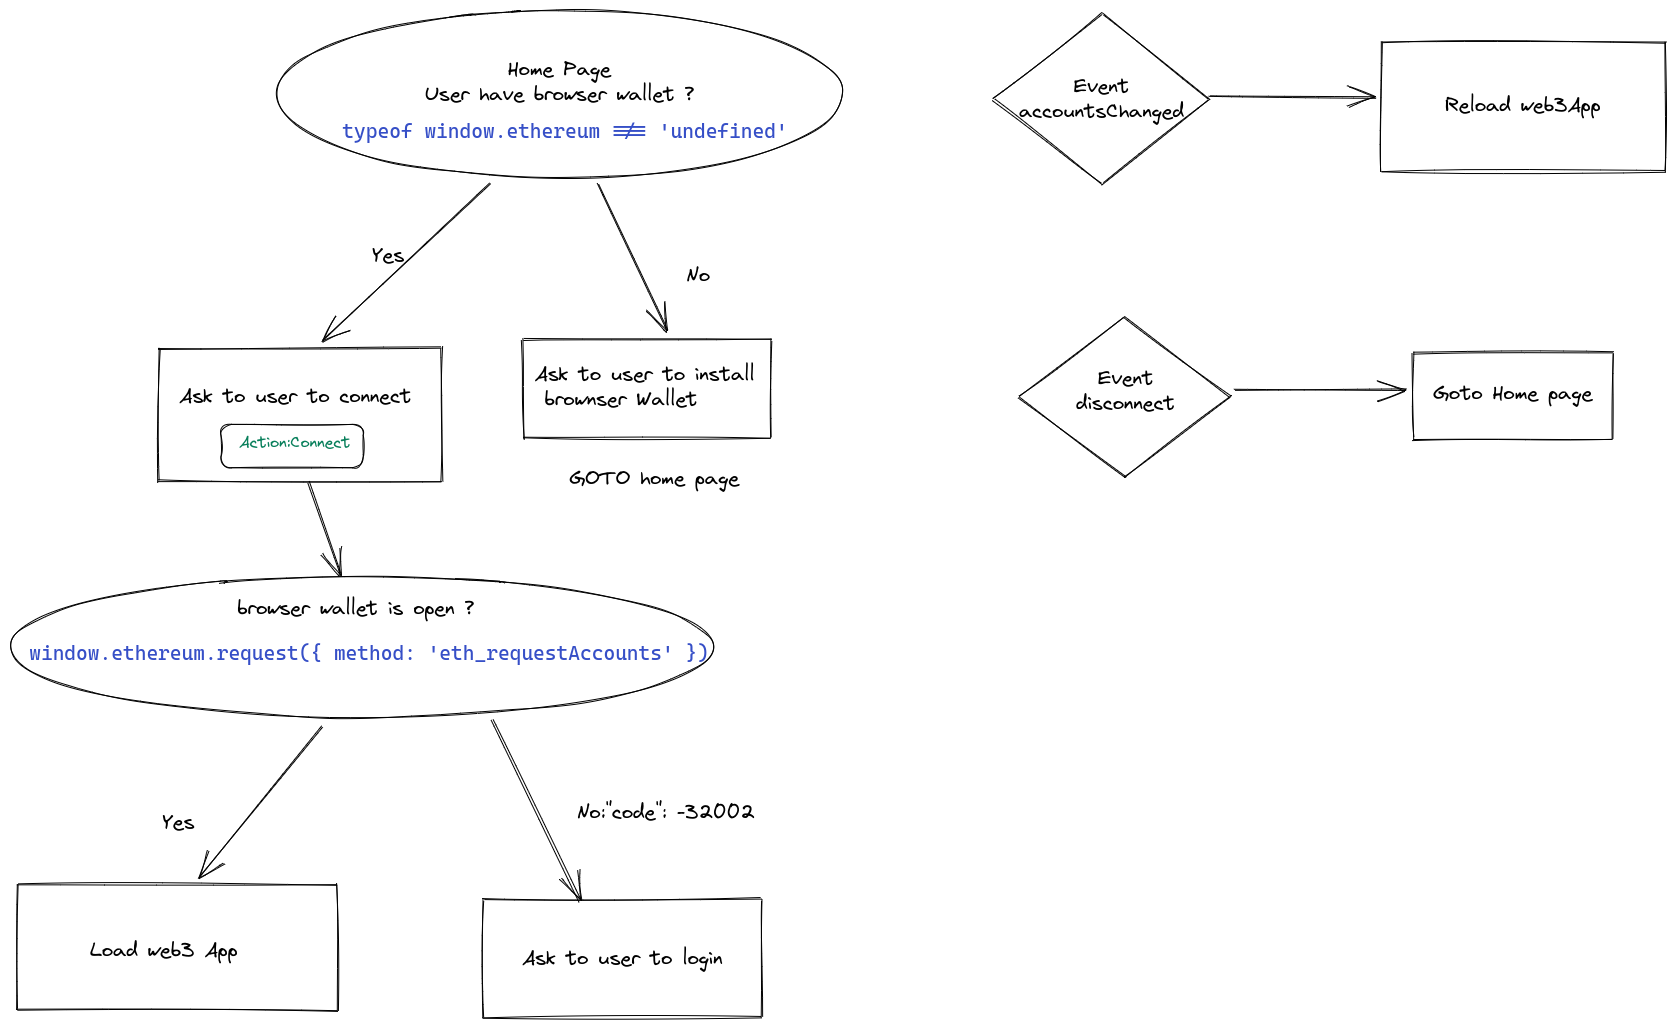 Home Page
User have browser wallet ?
typeof window.ethereum !== 'undefined'
Yes
No
Ask to user to connect
Action:Connect
Ask to user to install
brownser Wallet
GOTO home page
browser wallet is open ?
window.ethereum.request({ method: 'eth_requestAccounts' })
Yes
No:"code": -32002
Load web3 App
Ask to user to login
Event
accountsChanged
Reload web3App
Event
disconnect
Goto Home page